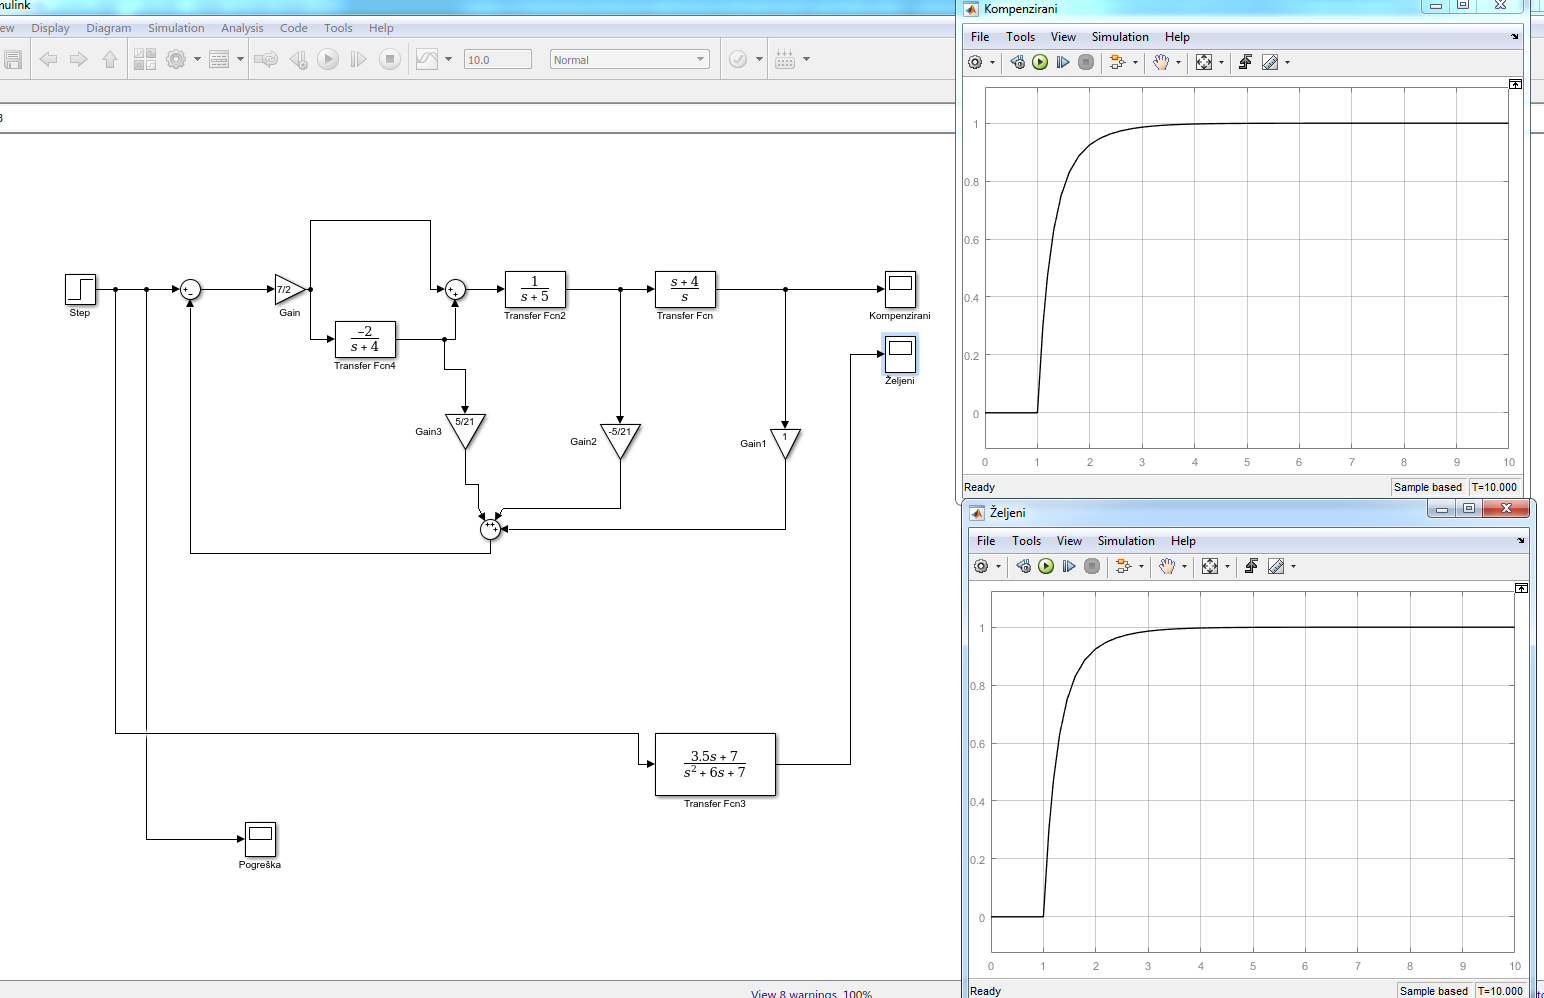 mulink
ew Display Diagram Simulation Analysis Code Tools Help
10.0 Normal
3
Step
+
-
7/2
Gain
-2
s + 4
Transfer Fcn4
+
+
1
s + 5
Transfer Fcn2
s + 4
s
Transfer Fcn
Kompenzirani
Željeni
5/21
Gain3
-5/21
Gain2
1
Gain1
+ +
+
3.5s + 7
s² + 6s + 7
Transfer Fcn3
Pogreška
View 8 warnings 100%
Kompenzirani
File Tools View Simulation Help
1
0.8
0.6
0.4
0.2
0
0 1 2 3 4 5 6 7 8 9 10
Ready Sample based T=10.000
Željeni
File Tools View Simulation Help
1
0.8
0.6
0.4
0.2
0
0 1 2 3 4 5 6 7 8 9 10
Ready Sample based T=10.000